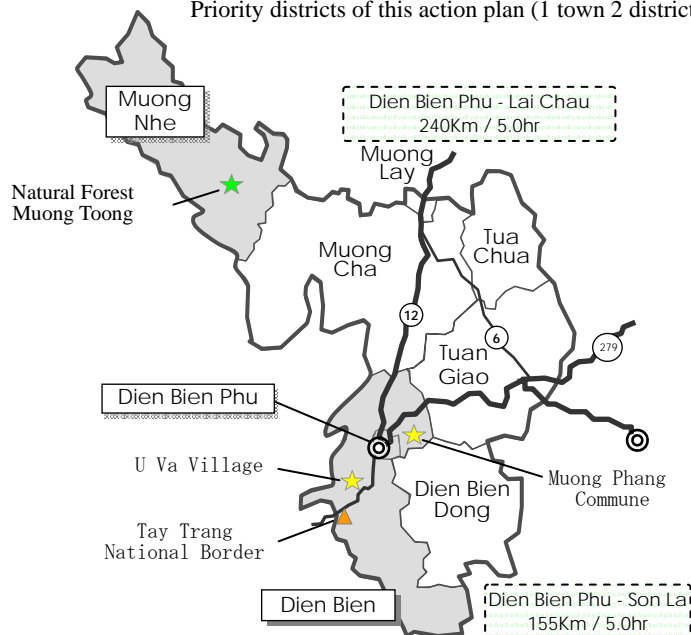 Priority districts of this action plan (1 town 2 district
Muong
Nhe
Dien Bien Phu - Lai Chau
240Km / 5.0hr
Muong
Lay
Natural Forest
Muong Toong
Tua
Chua
Muong
Cha
12
6
279
Tuan
Giao
Dien Bien Phu
U Va Village
Muong Phang
Commune
Dien Bien
Dong
Tay Trang
National Border
Dien Bien
Dien Bien Phu - Son La
155Km / 5.0hr